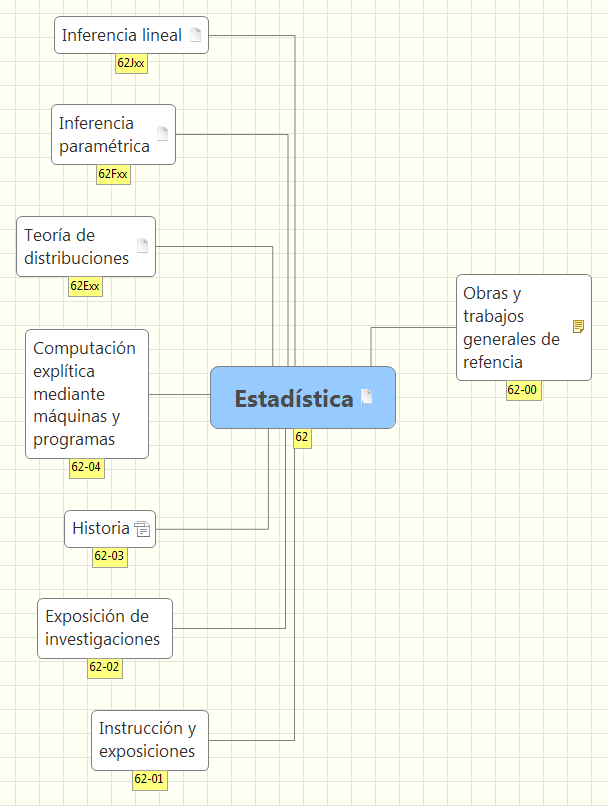 Inferencia lineal
62Jxx
Inferencia
paramétrica
62Fxx
Teoría de
distribuciones
62Exx
Computación
explítica
mediante
máquinas y
programas
62-04
Historia
62-03
Exposición de
investigaciones
62-02
Instrucción y
exposiciones
62-01
Estadística
62
Obras y
trabajos
generales de
refencia
62-00